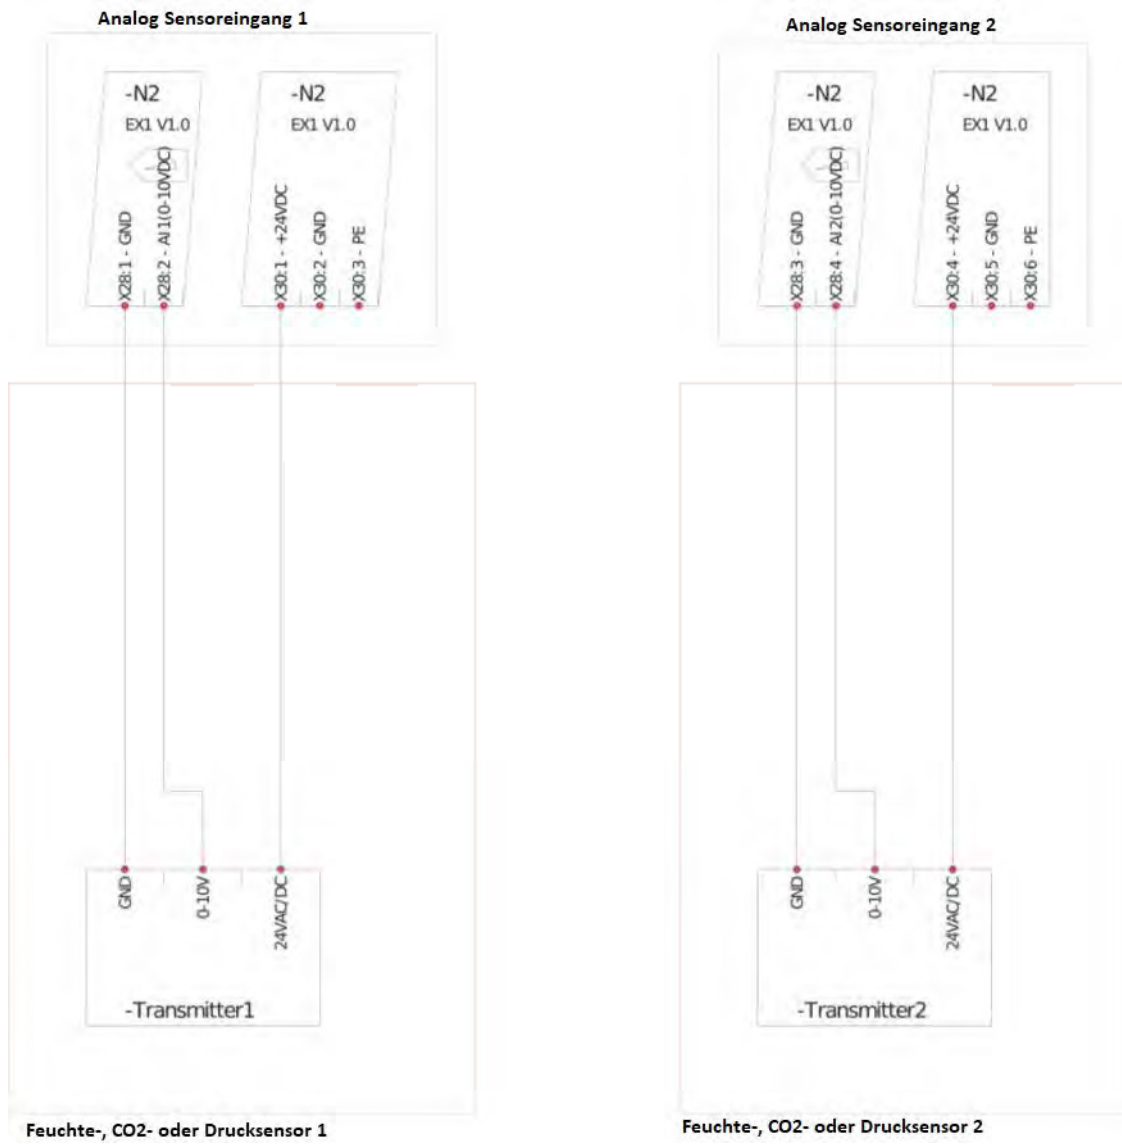 Analog Sensoreingang 1
-N2
EX1 V1.0
X28:1 - GND
X28:2 - AI1(0-10VDC)
-N2
EX1 V1.0
X30:1 - +24VDC
X30:2 - GND
X30:3 - PE
GND
0-10V
24VAC/DC
-Transmitter1
Feuchte-, CO2- oder Drucksensor 1
Analog Sensoreingang 2
-N2
EX1 V1.0
X28:3 - GND
X28:4 - AI2(0-10VDC)
-N2
EX1 V1.0
X30:4 - +24VDC
X30:5 - GND
X30:6 - PE
GND
0-10V
24VAC/DC
-Transmitter2
Feuchte-, CO2- oder Drucksensor 2